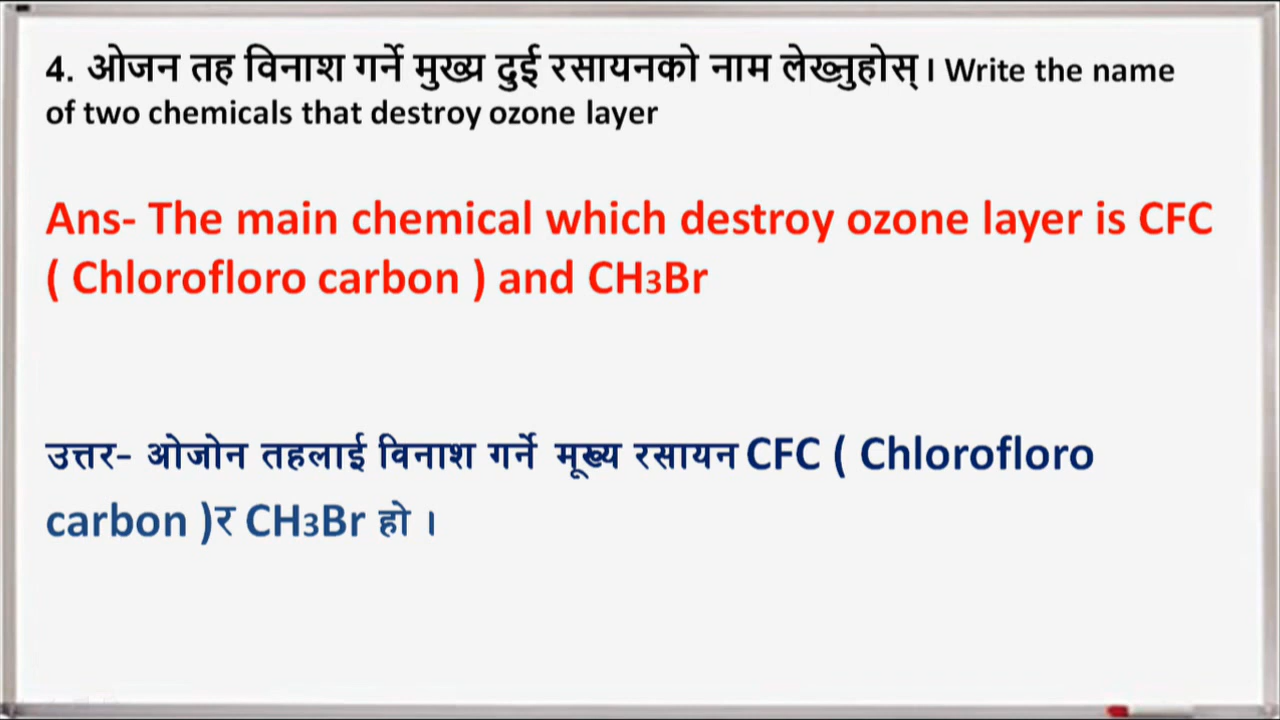 4. ओजन तह विनाश गर्ने मुख्य दुई रसायनको नाम लेख्नुहोस् । Write the name
of two chemicals that destroy ozone layer
Ans- The main chemical which destroy ozone layer is CFC
( Chlorofloro carbon ) and CH3Br
उत्तर- ओजोन तहलाई विनाश गर्ने मूख्य रसायन CFC ( Chlorofloro
carbon )र CH3Br हो ।